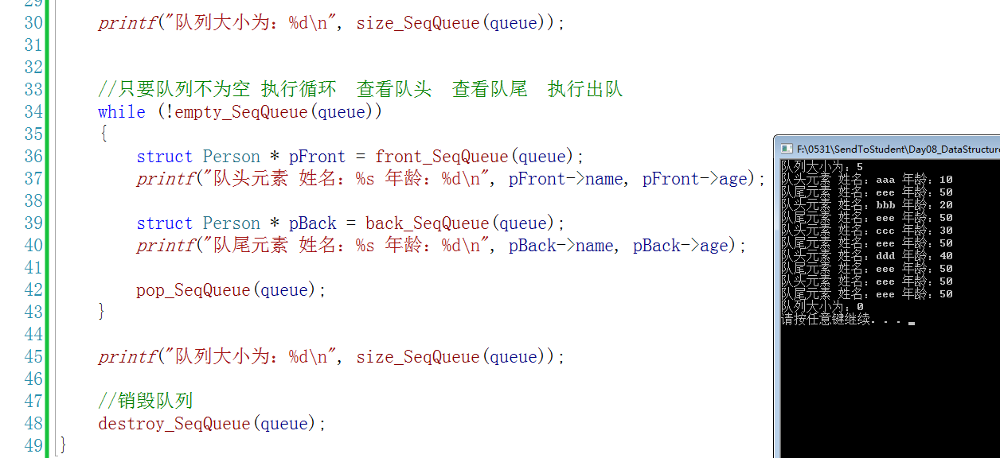 29
30 printf("队列大小为：%d\n", size_SeqQueue(queue));
31
32
33 //只要队列不为空 执行循环 查看队头 查看队尾 执行出队
34 while (!empty_SeqQueue(queue))
35 {
36 struct Person * pFront = front_SeqQueue(queue);
37 printf("队头元素 姓名：%s 年龄：%d\n", pFront->name, pFront->age);
38
39 struct Person * pBack = back_SeqQueue(queue);
40 printf("队尾元素 姓名：%s 年龄：%d\n", pBack->name, pBack->age);
41
42 pop_SeqQueue(queue);
43 }
44
45 printf("队列大小为：%d\n", size_SeqQueue(queue));
46
47 //销毁队列
48 destroy_SeqQueue(queue);
49 }
F:\0531\SendToStudent\Day08_DataStructure
队列大小为：5
队头元素 姓名：aaa 年龄：10
队尾元素 姓名：eee 年龄：50
队头元素 姓名：bbb 年龄：20
队尾元素 姓名：eee 年龄：50
队头元素 姓名：ccc 年龄：30
队尾元素 姓名：eee 年龄：50
队头元素 姓名：ddd 年龄：40
队尾元素 姓名：eee 年龄：50
队头元素 姓名：eee 年龄：50
队尾元素 姓名：eee 年龄：50
队列大小为：0
请按任意键继续. . .